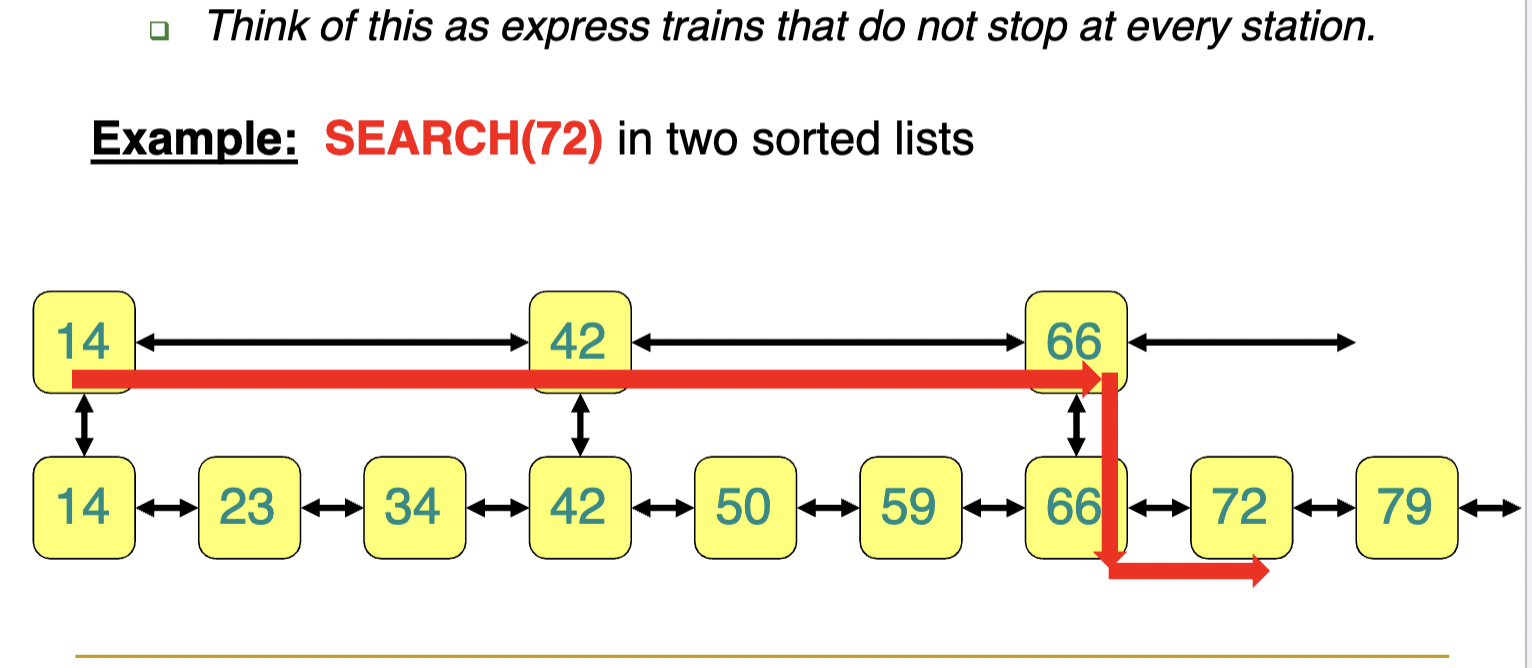 Think of this as express trains that do not stop at every station.
Example: SEARCH(72) in two sorted lists
14 42 66
14 23 34 42 50 59 66 72 79